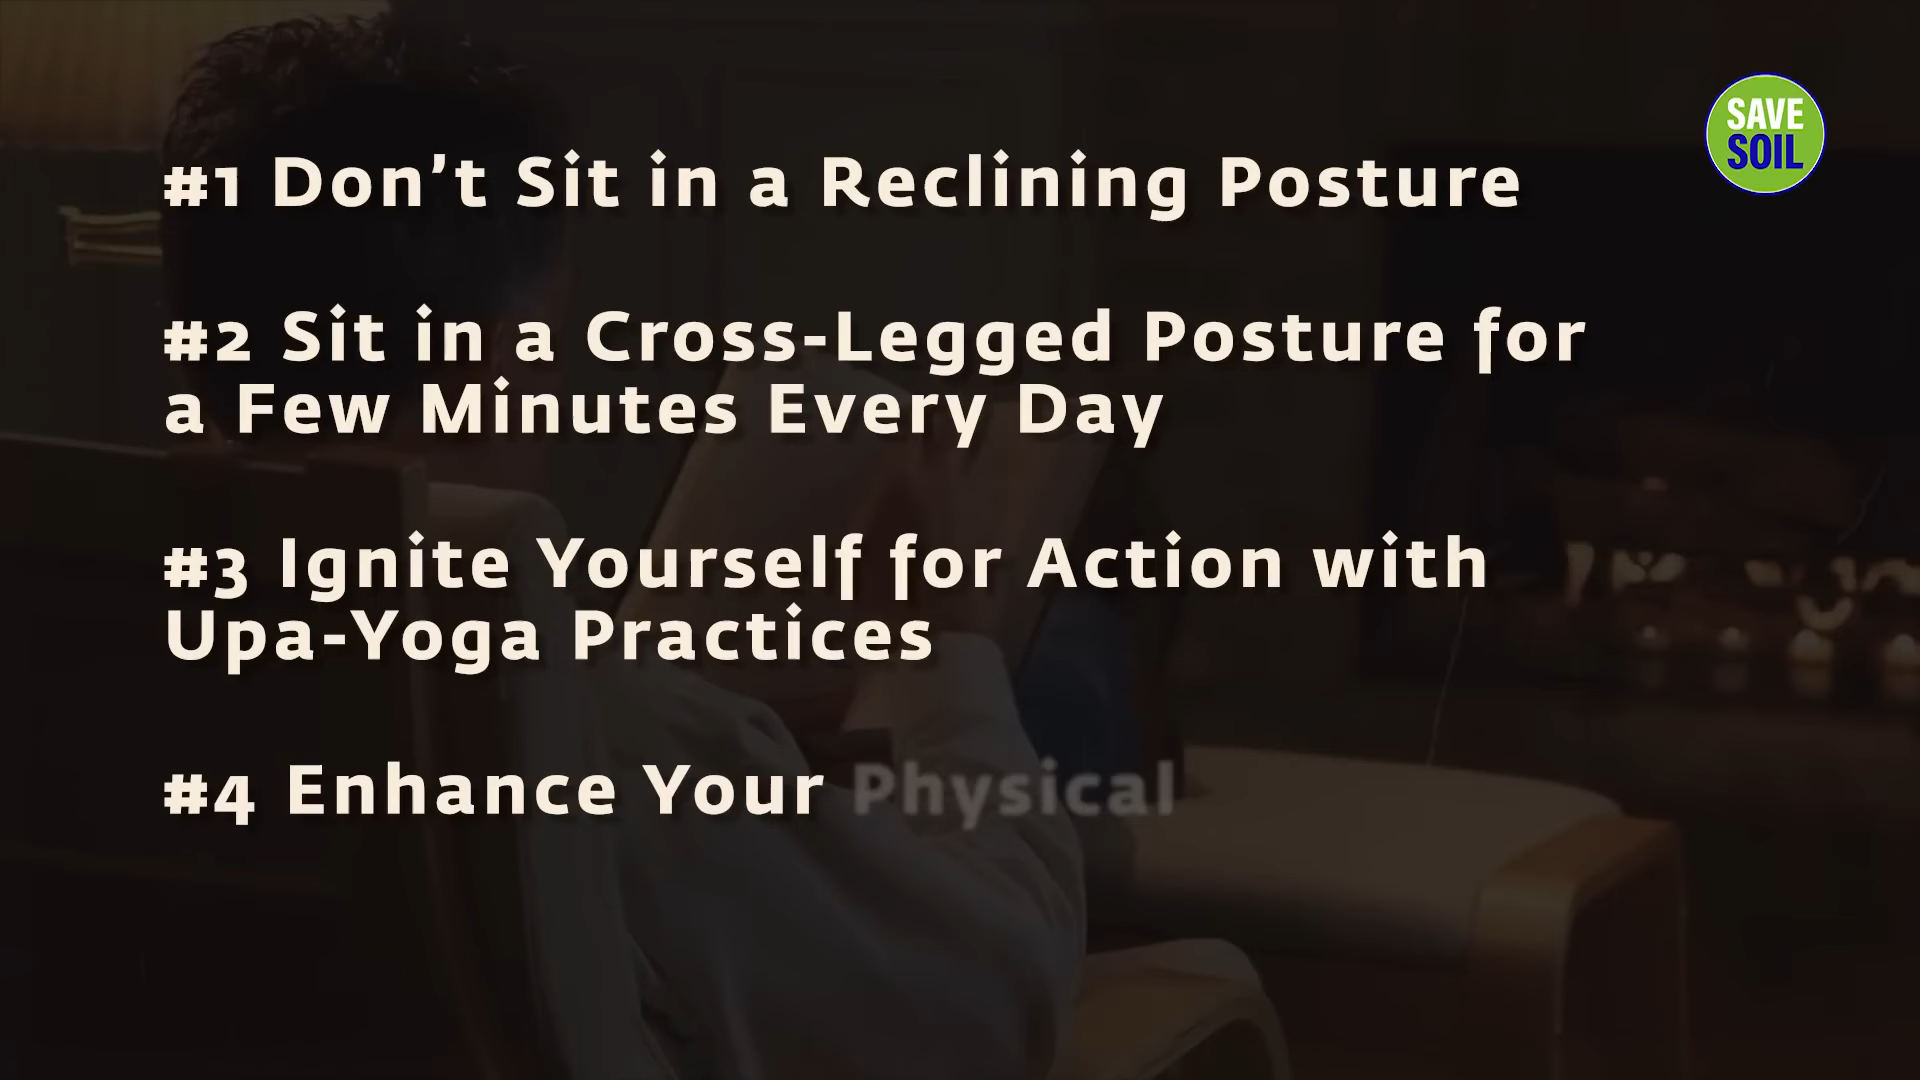 SAVE
SOIL
#1 Don’t Sit in a Reclining Posture
#2 Sit in a Cross-Legged Posture for
a Few Minutes Every Day
#3 Ignite Yourself for Action with
Upa-Yoga Practices
#4 Enhance Your Physical